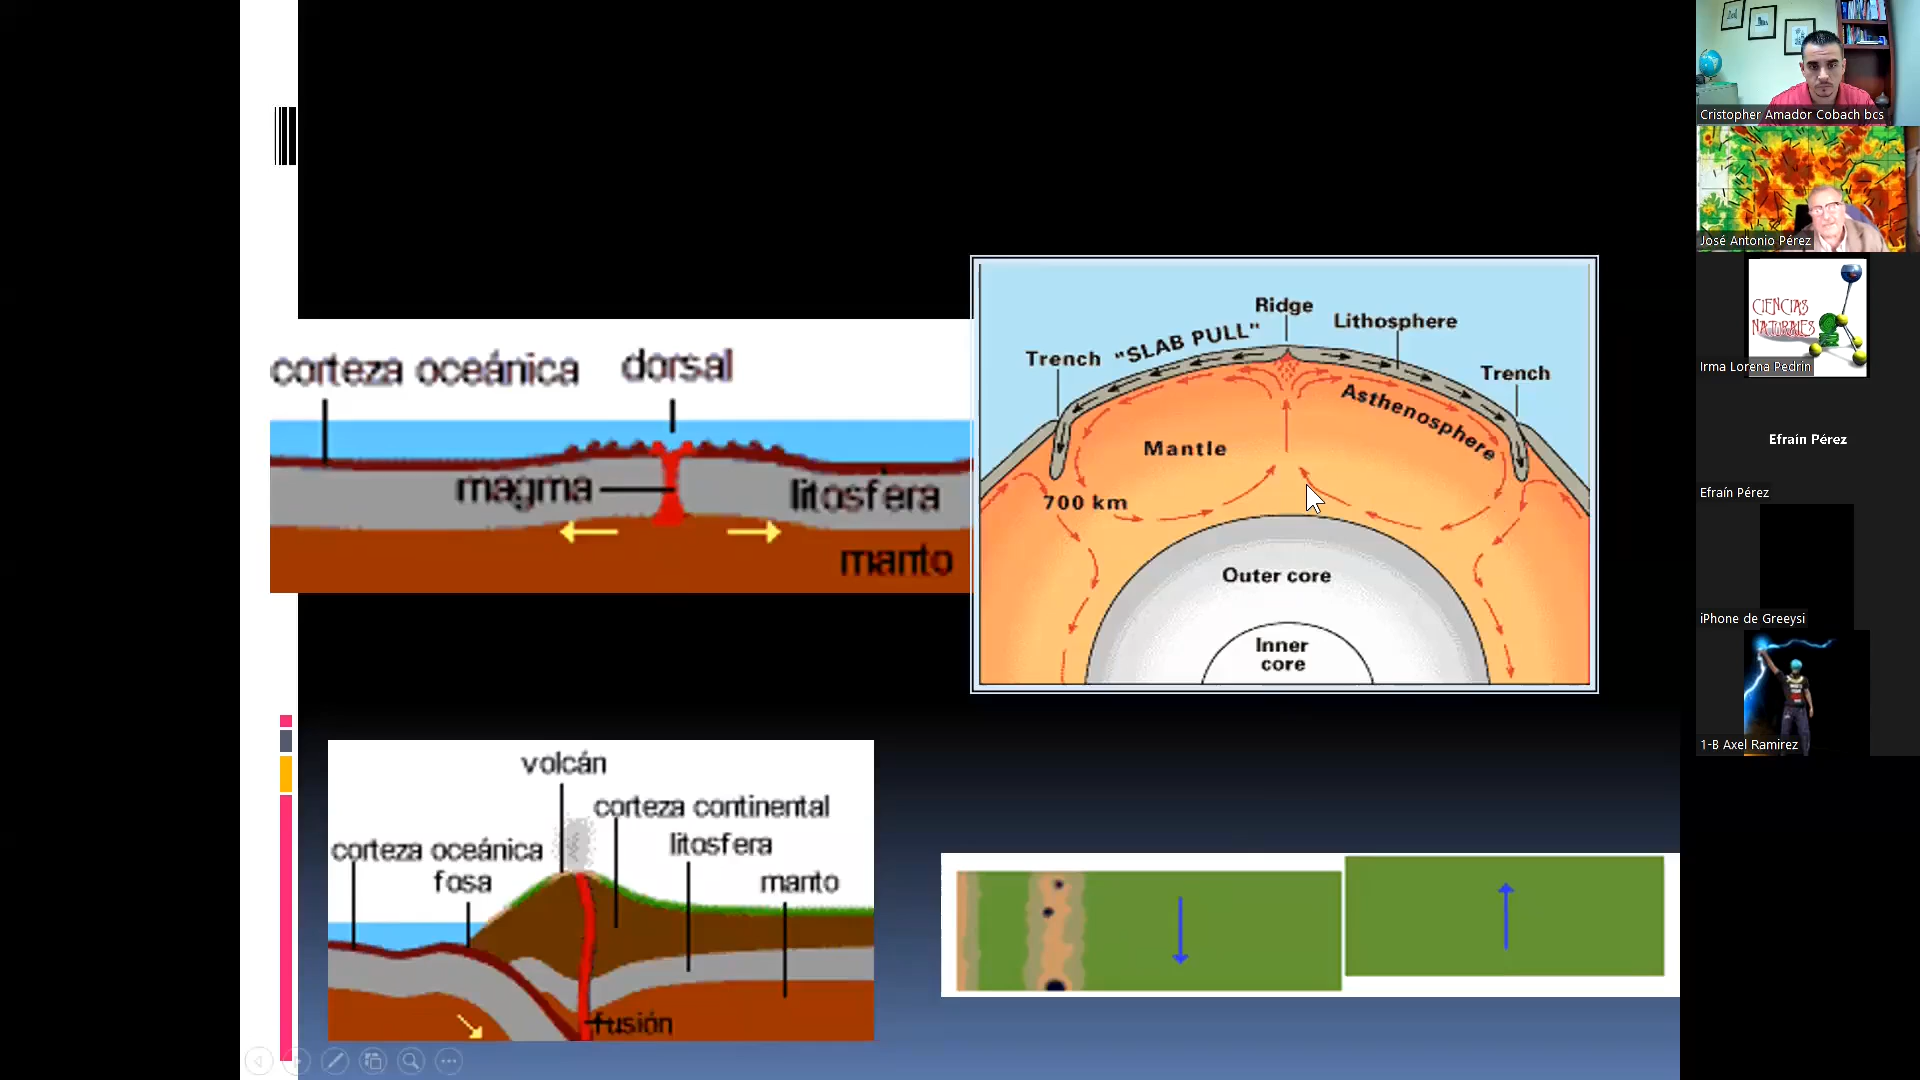 corteza oceánica
dorsal
magma
litosfera
manto
Ridge
"SLAB PULL"
Lithosphere
Trench
Trench
Asthenosphere
Mantle
700 km
Outer core
Inner
core
volcán
corteza continental
litosfera
corteza oceánica
fosa
manto
fusión
Cristopher Amador Cobach bcs
José Antonio Pérez
CIENCIAS
NATURALES
Irma Lorena Pedrin
Efraín Pérez
Efraín Pérez
iPhone de Greeysi
1-B Axel Ramirez